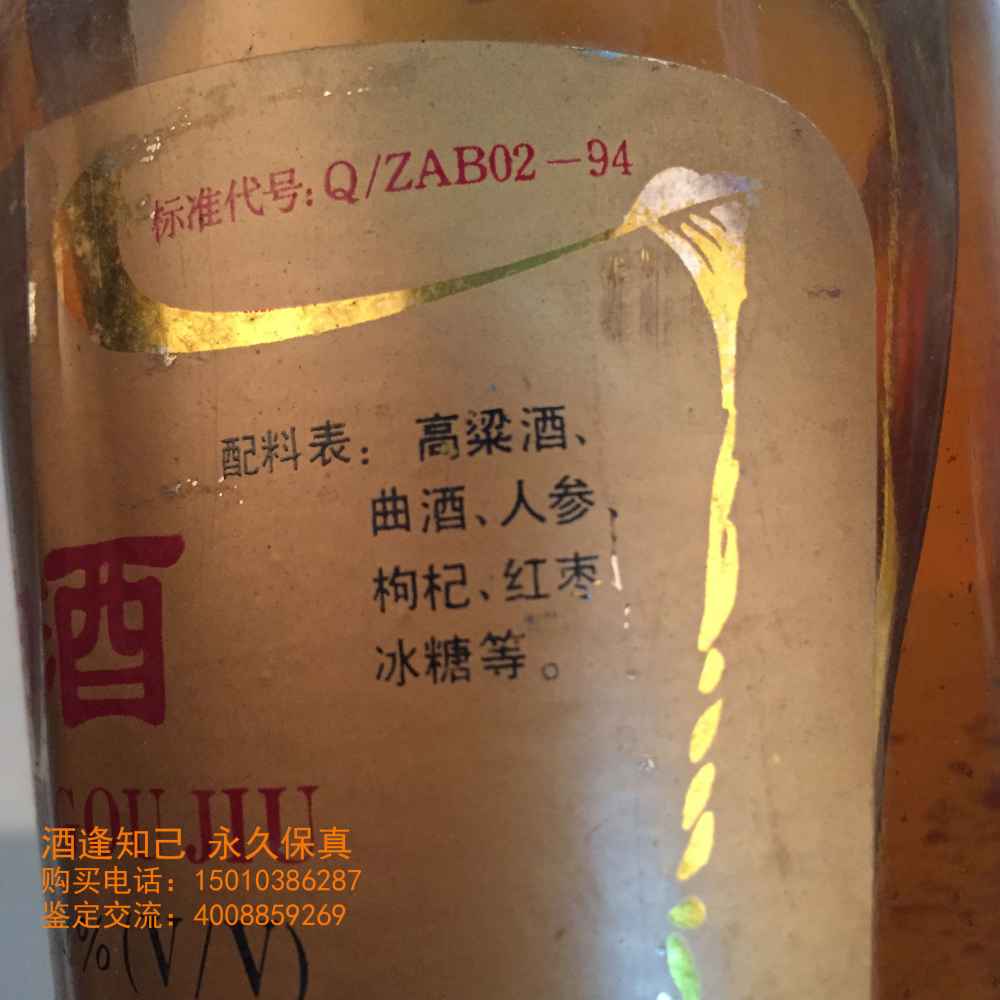 标准代号:Q/ZAB02-94
配料表：高粱酒、
曲酒、人参、
枸杞、红枣
冰糖等。
酒
GOU JIU
酒逢知己 永久保真
购买电话：15010386287
鉴定交流：4008859269
%(V/V)